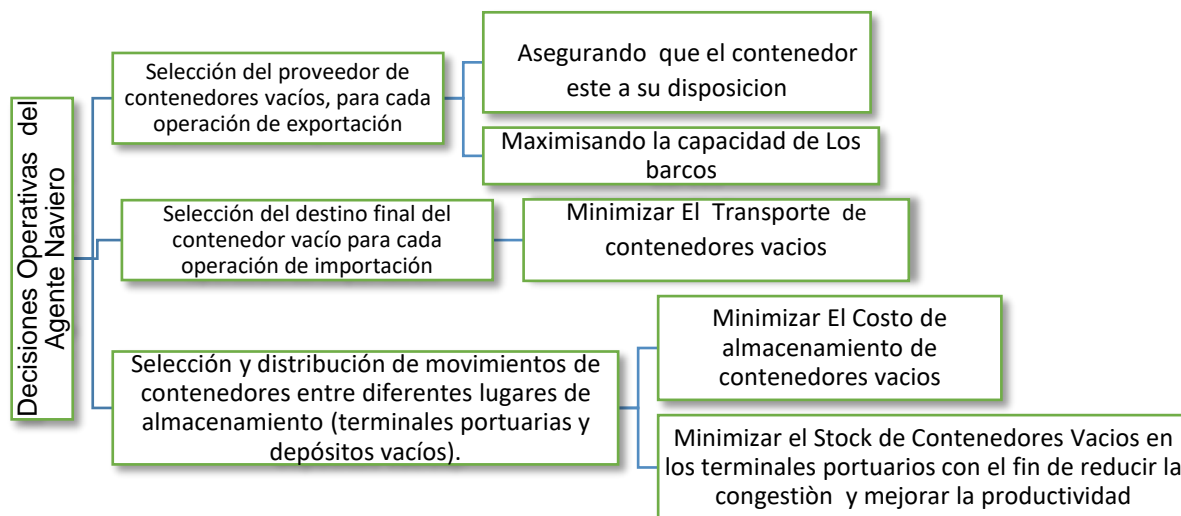 Decisiones Operativas del
Agente Naviero
Selección del proveedor de
contenedores vacíos, para cada
operación de exportación
Asegurando que el contenedor
este a su disposicion
Maximisando la capacidad de Los
barcos
Selección del destino final del
contenedor vacío para cada
operación de importación
Minimizar El Transporte de
contenedores vacios
Selección y distribución de movimientos de
contenedores entre diferentes lugares de
almacenamiento (terminales portuarias y
depósitos vacíos).
Minimizar El Costo de
almacenamiento de
contenedores vacios
Minimizar el Stock de Contenedores Vacios en
los terminales portuarios con el fin de reducir la
congestiòn y mejorar la productividad